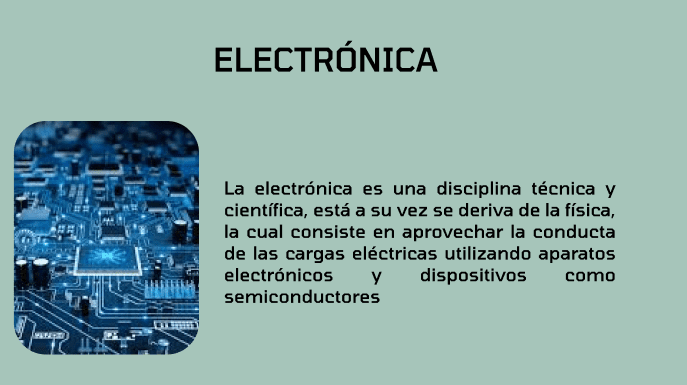 ELECTRÓNICA
La electrónica es una disciplina técnica y
científica, está a su vez se deriva de la física,
la cual consiste en aprovechar la conducta
de las cargas eléctricas utilizando aparatos
electrónicos y dispositivos como
semiconductores